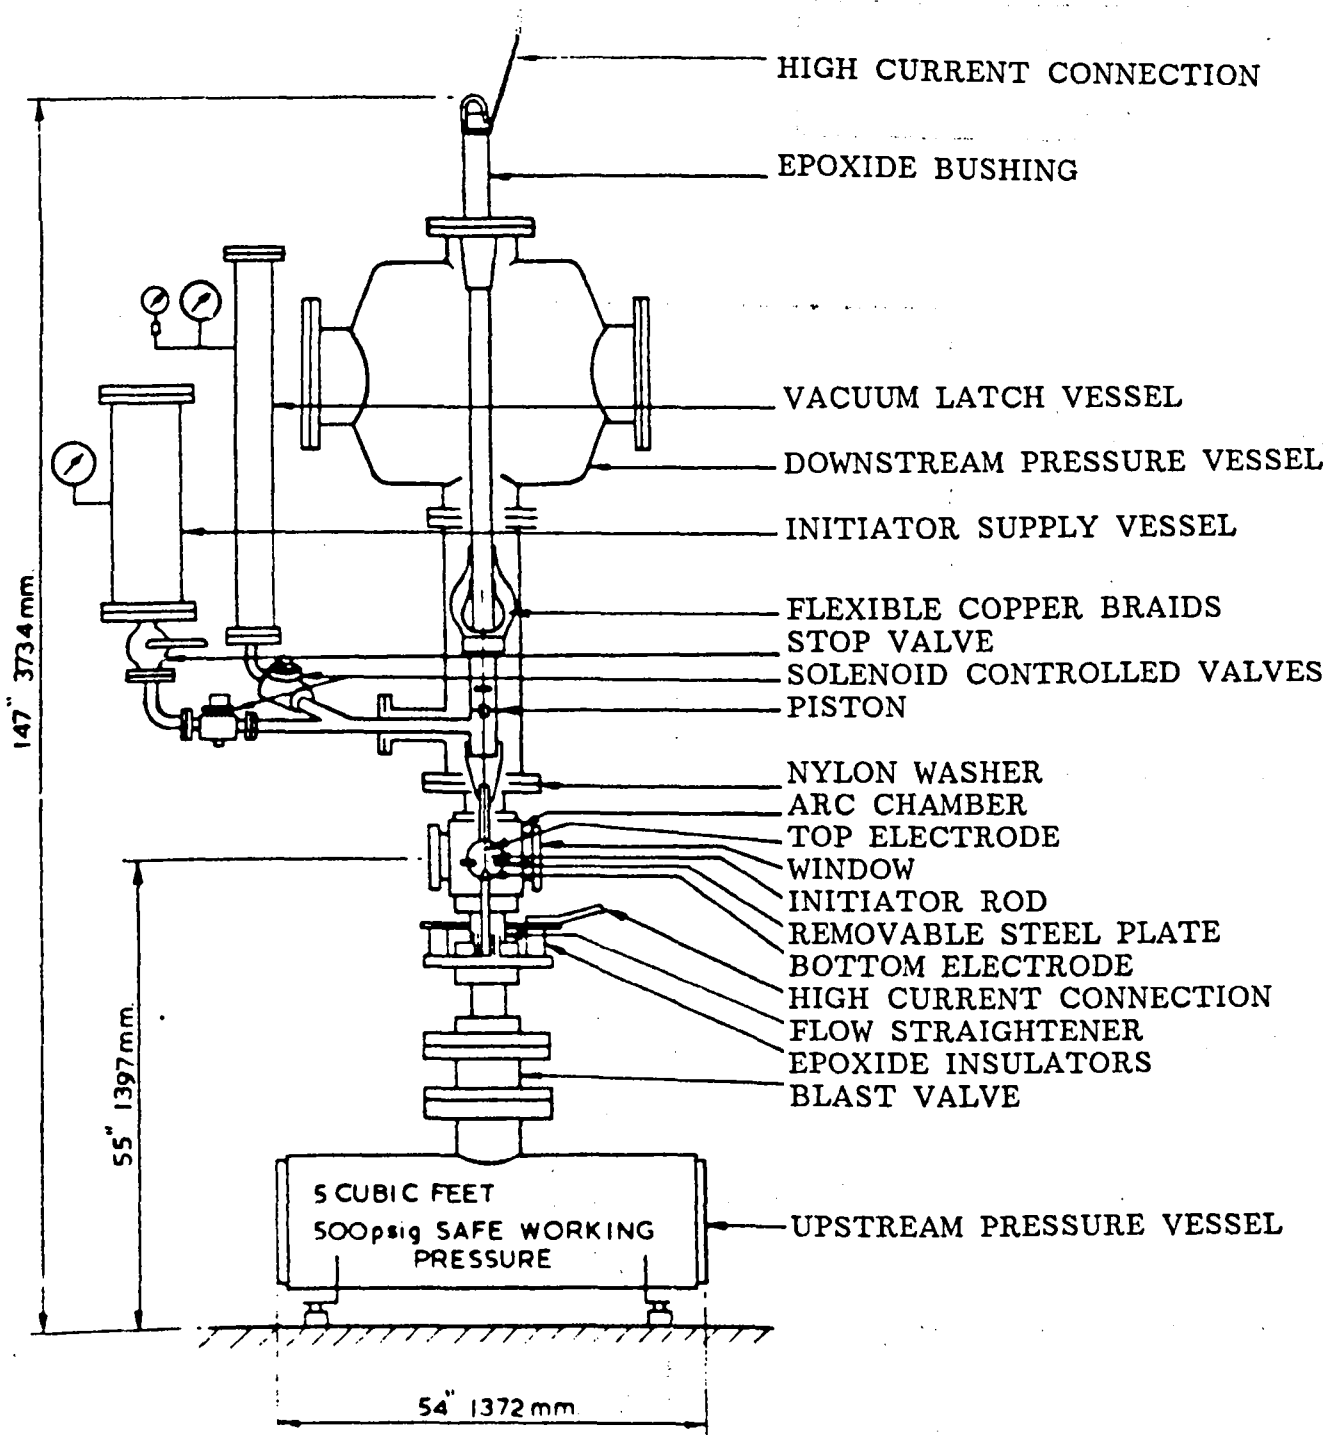 HIGH CURRENT CONNECTION
EPOXIDE BUSHING
VACUUM LATCH VESSEL
DOWNSTREAM PRESSURE VESSEL
INITIATOR SUPPLY VESSEL
FLEXIBLE COPPER BRAIDS
STOP VALVE
SOLENOID CONTROLLED VALVES
PISTON
NYLON WASHER
ARC CHAMBER
TOP ELECTRODE
WINDOW
INITIATOR ROD
REMOVABLE STEEL PLATE
BOTTOM ELECTRODE
HIGH CURRENT CONNECTION
FLOW STRAIGHTENER
EPOXIDE INSULATORS
BLAST VALVE
UPSTREAM PRESSURE VESSEL
147" 3734mm
55" 1397mm.
5 CUBIC FEET
500psig SAFE WORKING
PRESSURE
54" 1372mm.